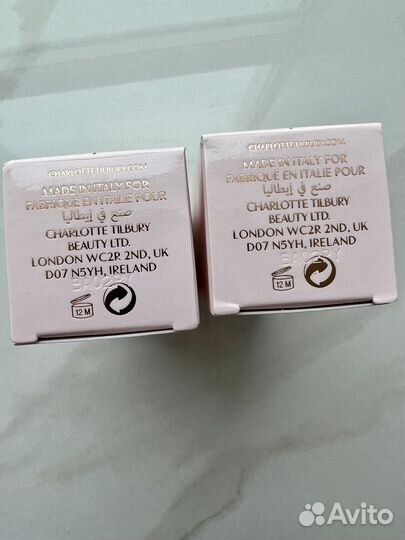 CHARLOTTETILBURY.COM
MADE IN ITALY FOR
FABRIQUÉ EN ITALIE POUR
صنع في إيطاليا
CHARLOTTE TILBURY
BEAUTY LTD.
LONDON WC2R 2ND, UK
D07 N5YH, IRELAND
12 M
CHARLOTTETILBURY.COM
MADE IN ITALY FOR
FABRIQUÉ EN ITALIE POUR
صنع في إيطاليا
CHARLOTTE TILBURY
BEAUTY LTD.
LONDON WC2R 2ND, UK
D07 N5YH, IRELAND
12 M
Avito